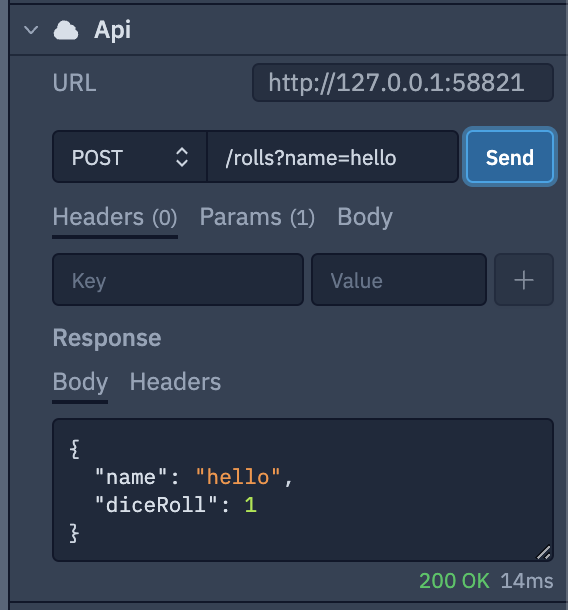 Api
URL http://127.0.0.1:58821
POST /rolls?name=hello Send
Headers (0) Params (1) Body
Key Value +
Response
Body Headers
{
"name": "hello",
"diceRoll": 1
}
200 OK 14ms